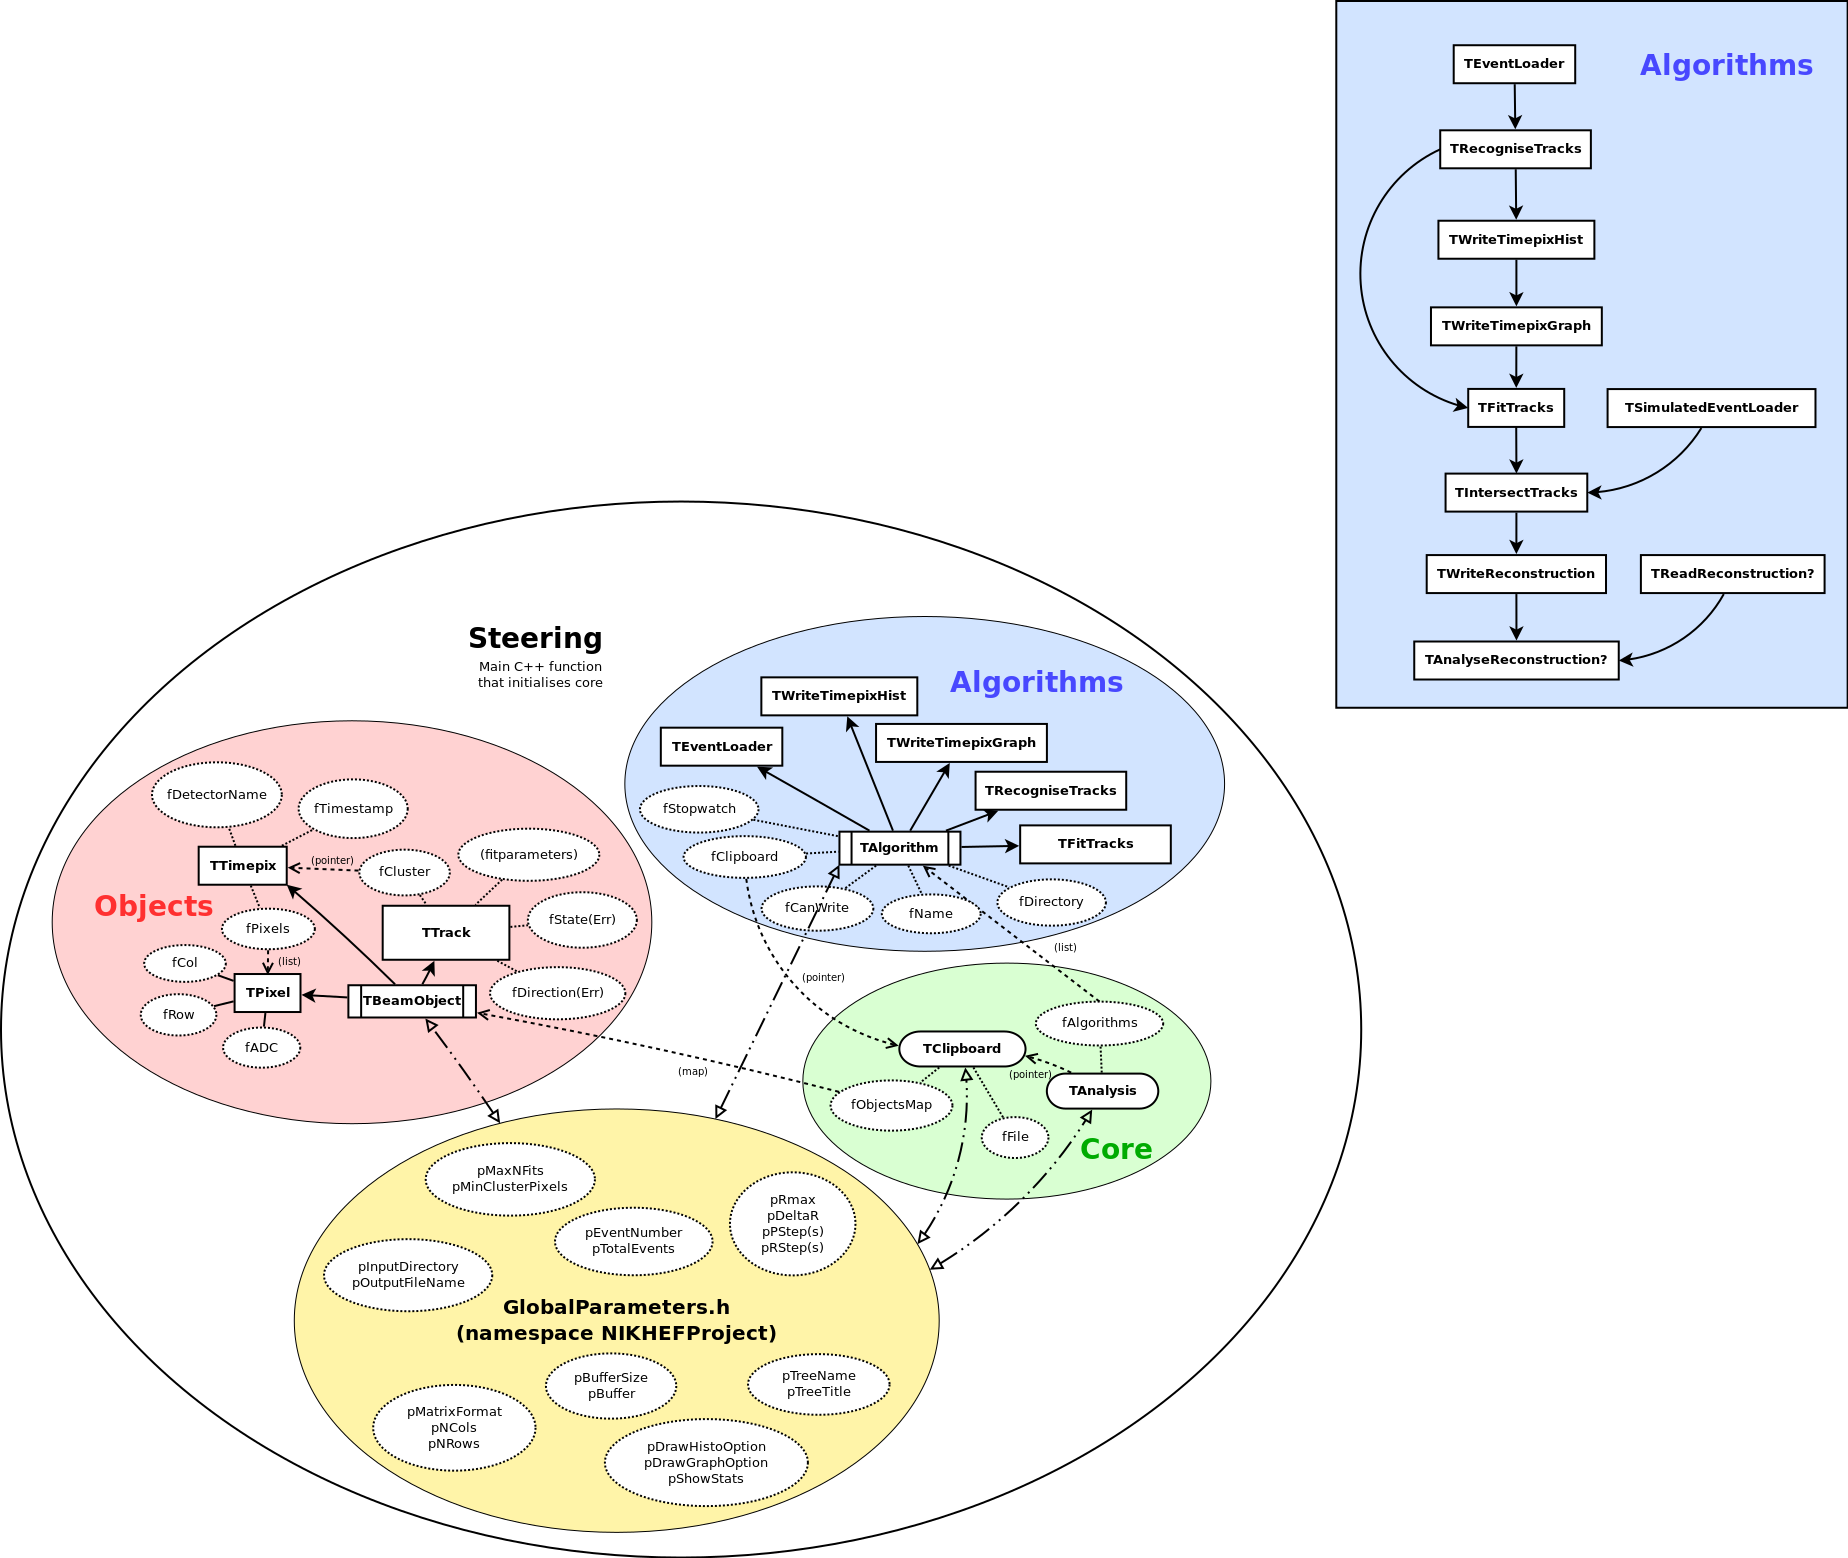 Algorithms
TEventLoader
TRecogniseTracks
TWriteTimepixHist
TWriteTimepixGraph
TFitTracks
TSimulatedEventLoader
TIntersectTracks
TWriteReconstruction
TReadReconstruction?
TAnalyseReconstruction?
Steering
Main C++ function
that initialises core
Algorithms
TWriteTimepixHist
TEventLoader
TWriteTimepixGraph
TRecogniseTracks
TFitTracks
fStopwatch
TAlgorithm
fClipboard
fCanWrite
fName
fDirectory
(list)
(pointer)
Objects
fDetectorName
fTimestamp
TTimepix
(pointer)
fCluster
(fitparameters)
fPixels
TTrack
fState(Err)
(list)
fCol
TPixel
TBeamObject
fDirection(Err)
fRow
fADC
(map)
fAlgorithms
TClipboard
(pointer)
TAnalysis
fObjectsMap
fFile
Core
pMaxNFits
pMinClusterPixels
pRmax
pDeltaR
pPStep(s)
pRStep(s)
pEventNumber
pTotalEvents
pInputDirectory
pOutputFileName
GlobalParameters.h
(namespace NIKHEFProject)
pBufferSize
pBuffer
pTreeName
pTreeTitle
pMatrixFormat
pNCols
pNRows
pDrawHistoOption
pDrawGraphOption
pShowStats